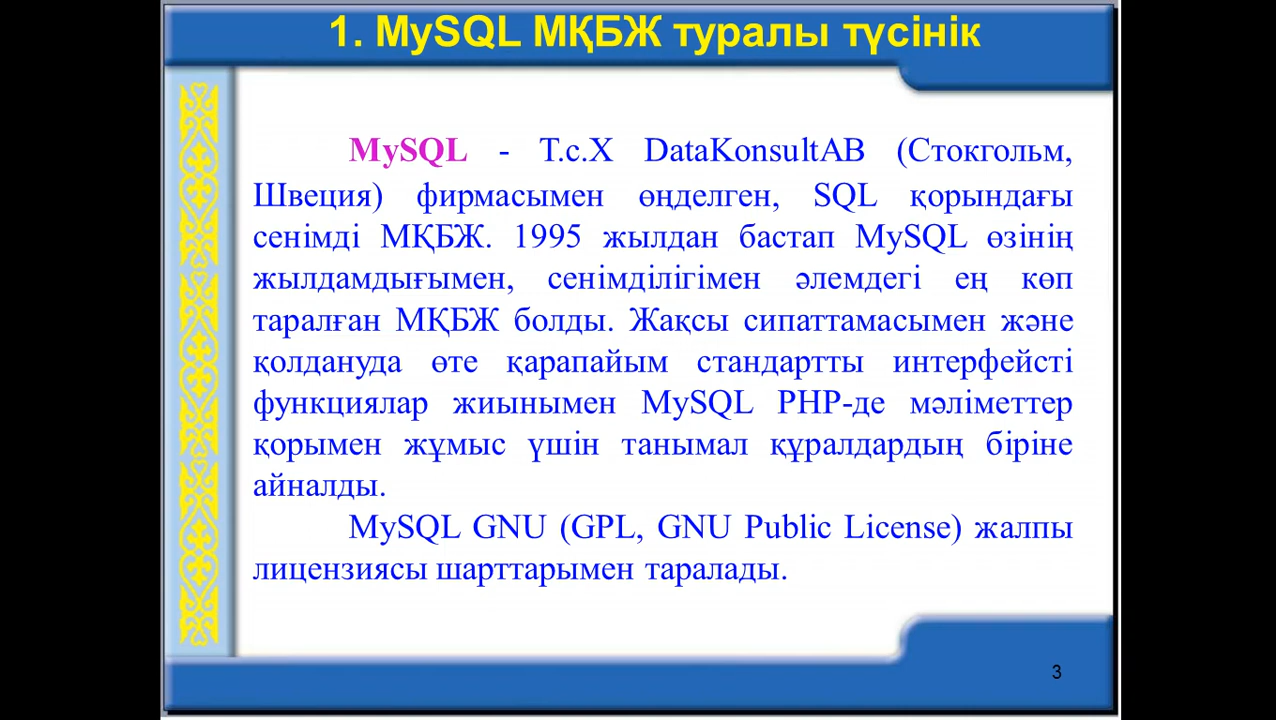 1. MySQL МҚБЖ туралы түсінік
MySQL - T.c.X DataKonsultAB (Стокгольм,
Швеция) фирмасымен өңделген, SQL қорындағы
сенімді МҚБЖ. 1995 жылдан бастап MySQL өзінің
жылдамдығымен, сенімділігімен әлемдегі ең көп
таралған МҚБЖ болды. Жақсы сипаттамасымен және
қолдануда өте қарапайым стандартты интерфейсті
функциялар жиынымен MySQL PHP-де мәліметтер
қорымен жұмыс үшін танымал құралдардың біріне
айналды.
MySQL GNU (GPL, GNU Public License) жалпы
лицензиясы шарттарымен таралады.
3